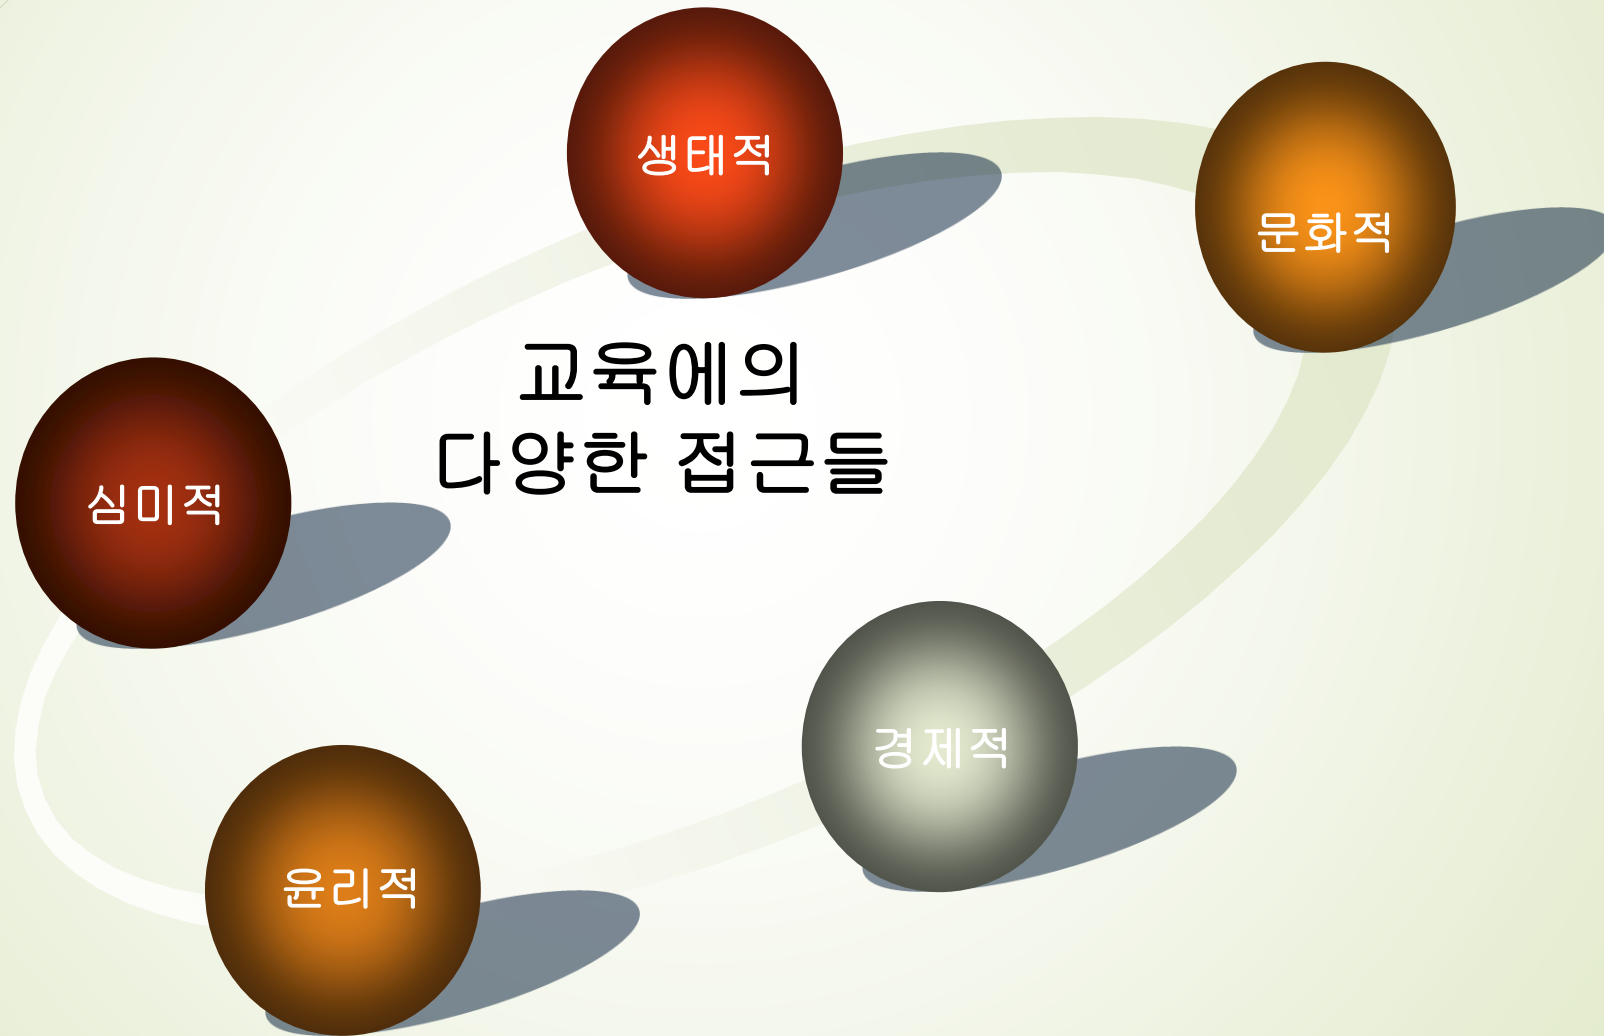 생태적
문화적
교육에의
다양한 접근들
심미적
경제적
윤리적